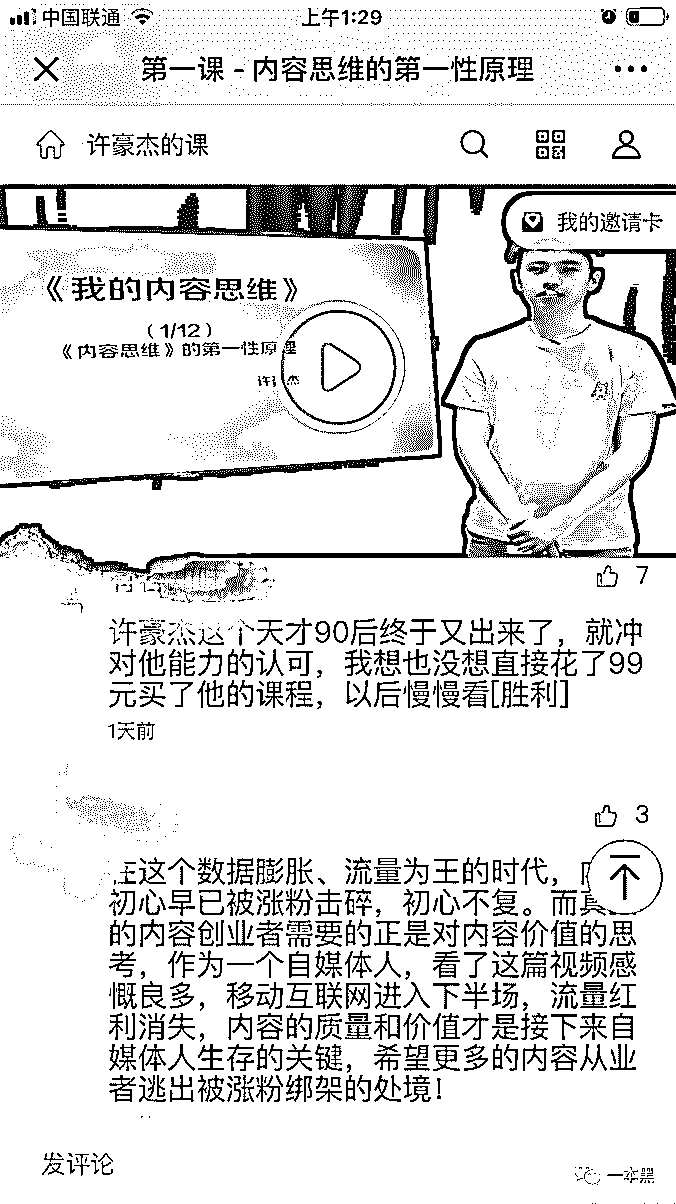 中国联通
上午1:29
第一课 - 内容思维的第一性原理
许豪杰的课
我的邀请卡
《我的内容思维》
（1/12）
《内容思维》的第一性原理
许 杰
7
许豪杰这个天才90后终于又出来了，就冲
对他能力的认可，我想也没想直接花了99
元买了他的课程，以后慢慢看[胜利]
1天前
3
在这个数据膨胀、流量为王的时代，
初心早已被涨粉击碎，初心不复。而真
的内容创业者需要的正是对内容价值的思
考，作为一个自媒体人，看了这篇视频感
慨良多，移动互联网进入下半场，流量红
利消失，内容的质量和价值才是接下来自
媒体人生存的关键，希望更多的内容从业
者逃出被涨粉绑架的处境!
发评论
一本黑